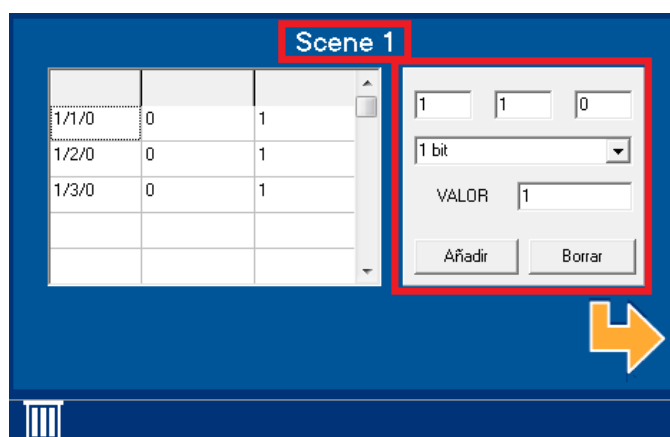 Scene 1
1/1/0 0 1
1/2/0 0 1
1/3/0 0 1
1 1 0
1 bit
VALOR 1
Añadir Borrar